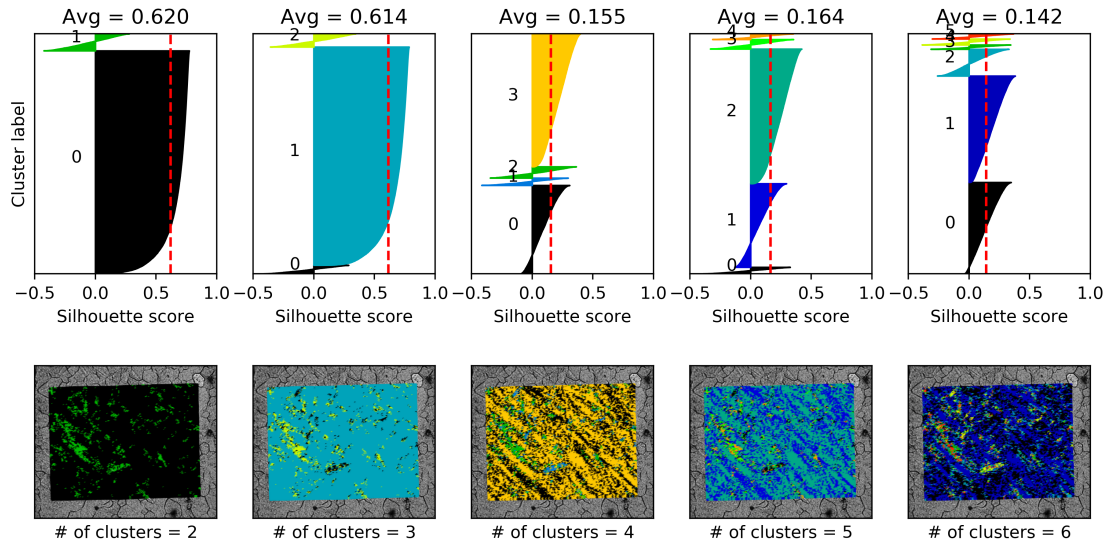 Avg = 0.620
Avg = 0.614
Avg = 0.155
Avg = 0.164
Avg = 0.142
Cluster label
1
0
2
1
0
3
2
1
0
4
3
2
1
0
3
2
1
0
−0.5 0.0 0.5 1.0
−0.5 0.0 0.5 1.0
−0.5 0.0 0.5 1.0
−0.5 0.0 0.5 1.0
−0.5 0.0 0.5 1.0
Silhouette score
Silhouette score
Silhouette score
Silhouette score
Silhouette score
# of clusters = 2
# of clusters = 3
# of clusters = 4
# of clusters = 5
# of clusters = 6